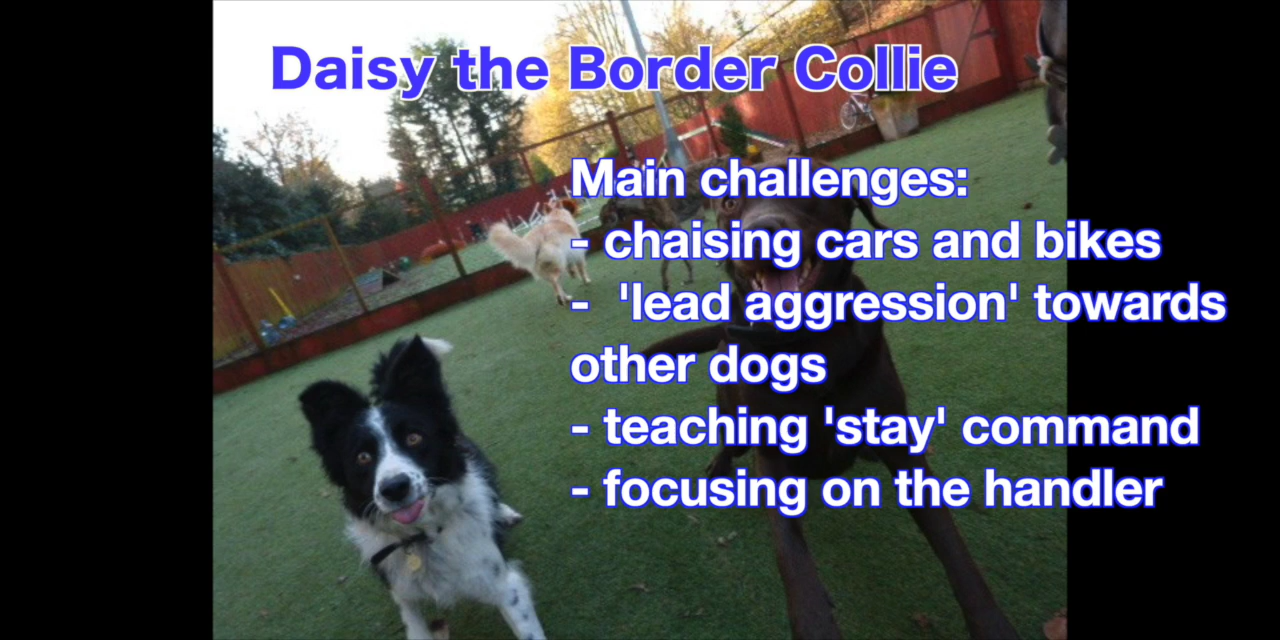 Daisy the Border Collie
Main challenges:
- chaising cars and bikes
-  'lead aggression' towards
other dogs
- teaching 'stay' command
- focusing on the handler